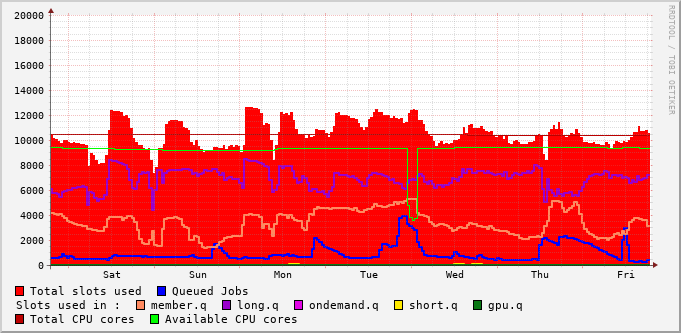 RRDTOOL / TOBI OETIKER
20000
18000
16000
14000
12000
10000
8000
6000
4000
2000
0
Sat Sun Mon Tue Wed Thu Fri
Total slots used Queued Jobs
Slots used in : member.q long.q ondemand.q short.q gpu.q
Total CPU cores Available CPU cores